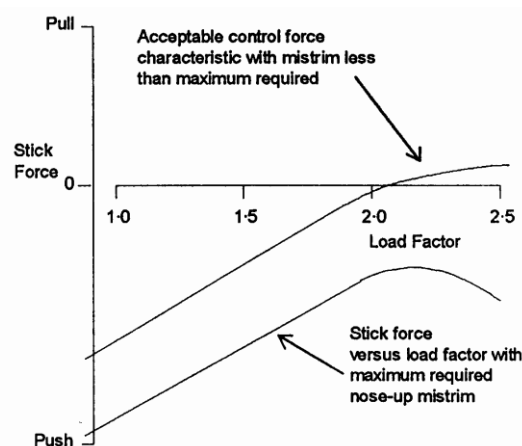 Pull
Acceptable control force
characteristic with mistrim less
than maximum required
Stick
Force
0
1·0
1·5
2·0
2·5
Load Factor
Stick force
versus load factor with
maximum required
nose-up mistrim
Push